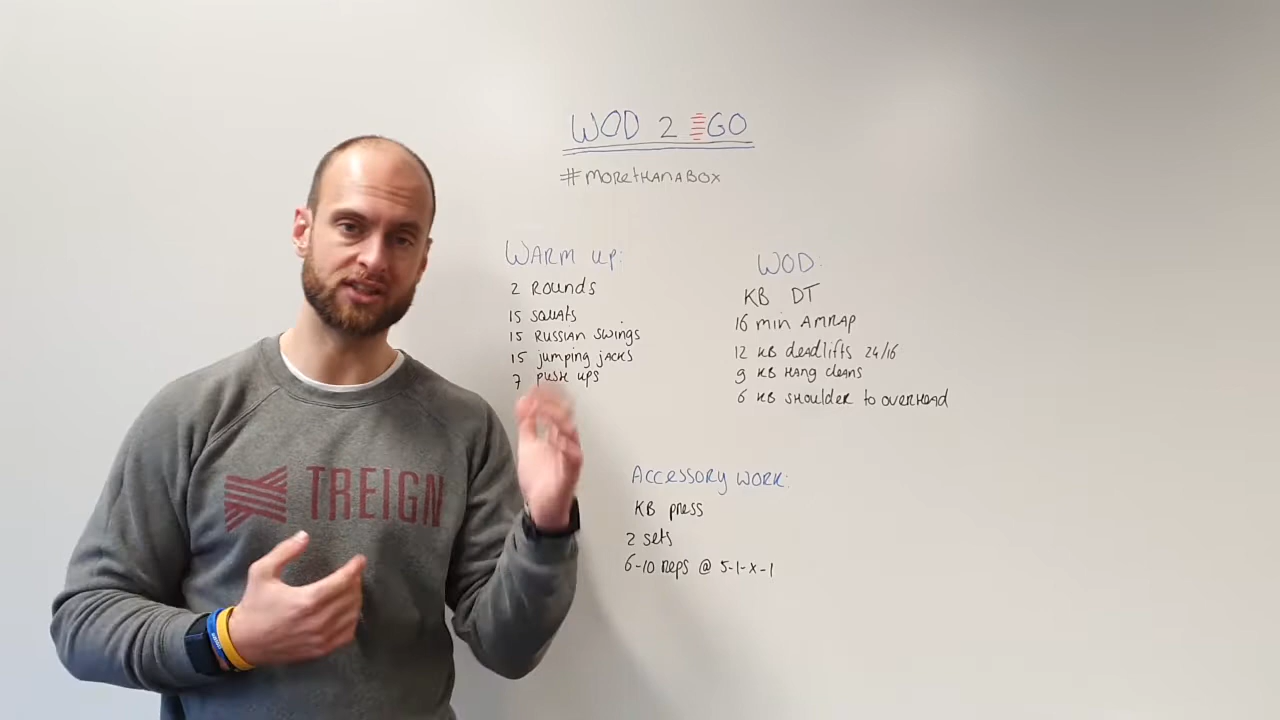 WOD 2 GO
#MORETHANABOX
WARM UP:
2 ROUNDS
15 SQUATS
15 RUSSIAN SWINGS
15 JUMPING JACKS
7 PUSH UPS
WOD:
KB DT
16 MIN AMRAP
12 KB DEADLIFTS 24/16
9 KB HANG CLEANS
6 KB SHOULDER TO OVERHEAD
ACCESSORY WORK:
KB PRESS
2 SETS
6-10 REPS @ 5-1-X-1
TREIGN